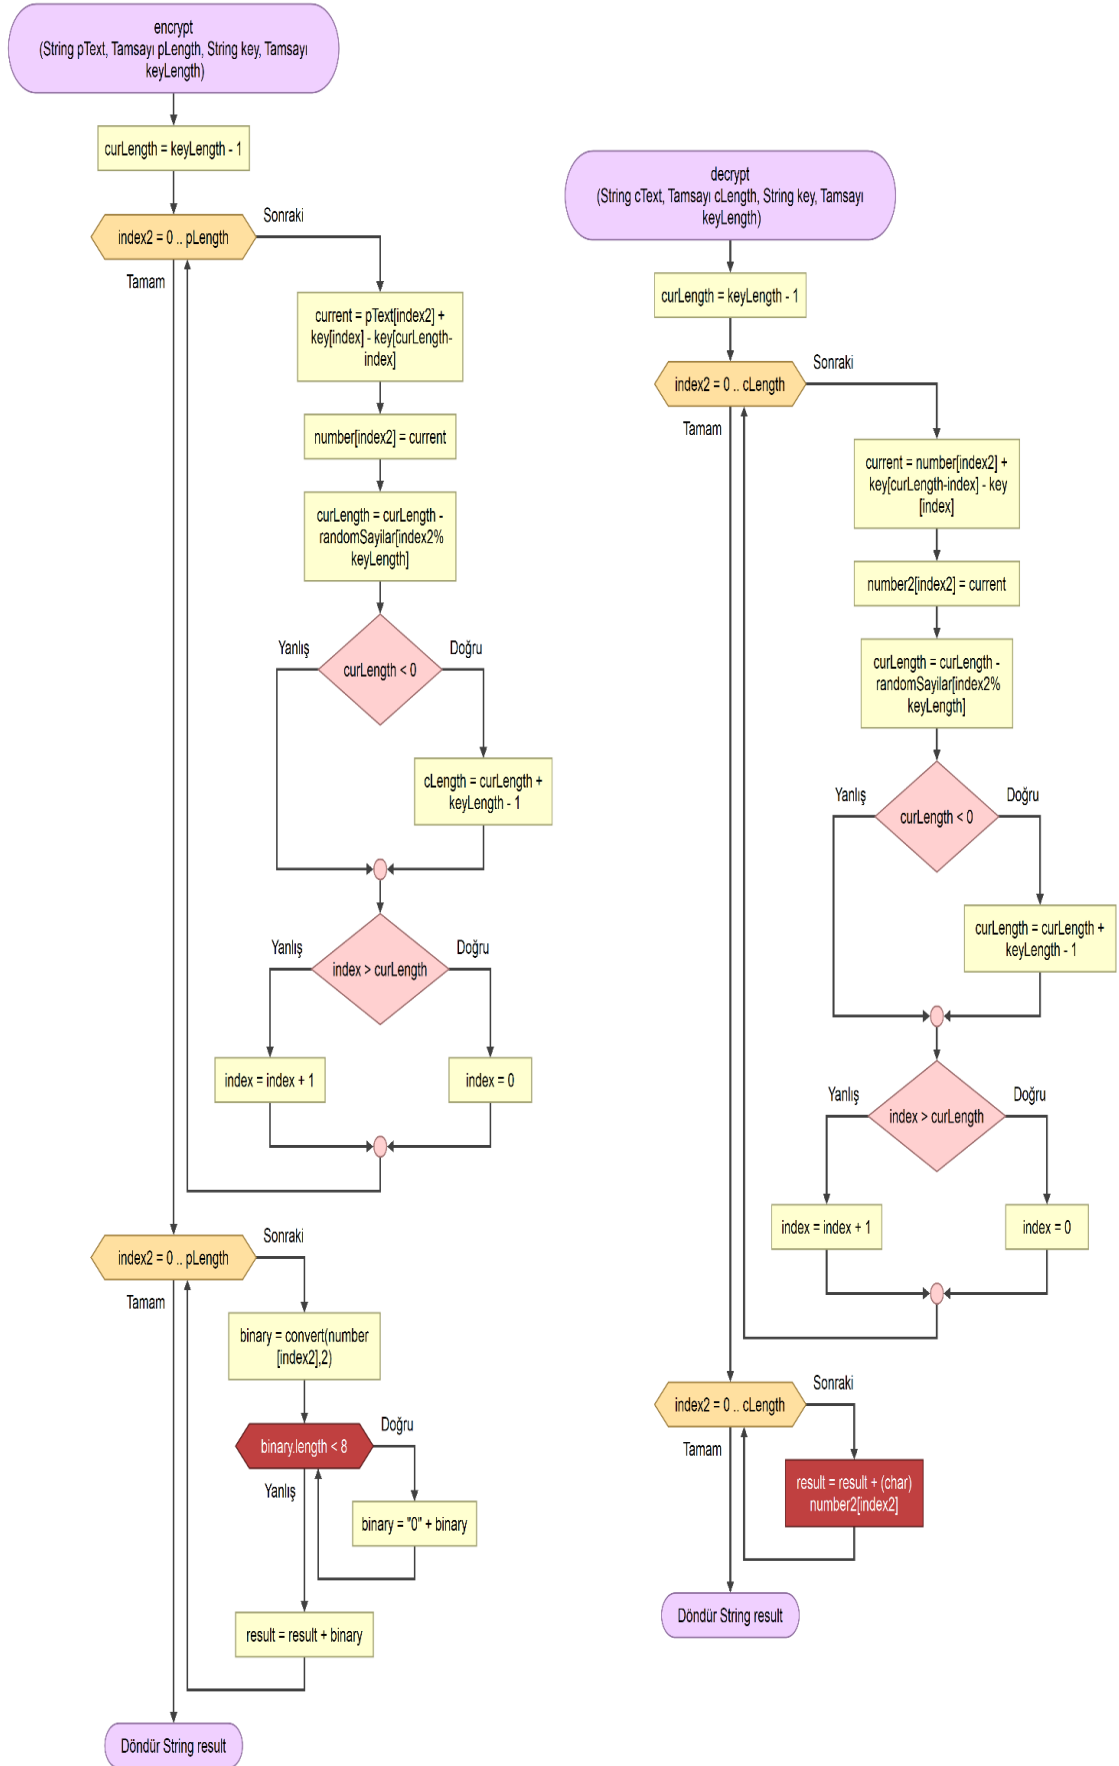 encrypt
(String pText, Tamsayı pLength, String key, Tamsayı
keyLength)
curLength = keyLength - 1
index2 = 0 .. pLength
Sonraki
Tamam
current = pText[index2] +
key[index] - key[curLength-
index]
number[index2] = current
curLength = curLength -
randomSayilar[index2%
keyLength]
curLength < 0
Yanlış
Doğru
cLength = curLength +
keyLength - 1
index > curLength
Yanlış
Doğru
index = index + 1
index = 0
index2 = 0 .. pLength
Sonraki
Tamam
binary = convert(number
[index2],2)
binary.length < 8
Doğru
Yanlış
binary = "0" + binary
result = result + binary
Döndür String result
decrypt
(String cText, Tamsayı cLength, String key, Tamsayı
keyLength)
curLength = keyLength - 1
index2 = 0 .. cLength
Sonraki
Tamam
current = number[index2] +
key[curLength-index] - key
[index]
number2[index2] = current
curLength = curLength -
randomSayilar[index2%
keyLength]
curLength < 0
Yanlış
Doğru
curLength = curLength +
keyLength - 1
index > curLength
Yanlış
Doğru
index = index + 1
index = 0
index2 = 0 .. cLength
Sonraki
Tamam
result = result + (char)
number2[index2]
Döndür String result